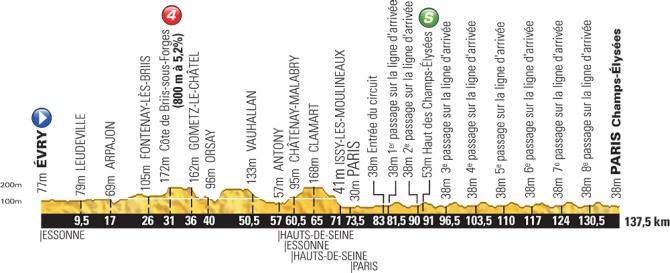 4
S
77m ÉVRY
79m LEUDEVILLE
69m ARPAJON
105m FONTENAY-LÈS-BRIIS
172m Côte de Briis-sous-Forges
(800 m à 5,2%)
162m GOMETZ-LE-CHÂTEL
96m ORSAY
133m VAUHALLAN
57m ANTONY
95m CHÂTENAY-MALABRY
168m CLAMART
41m ISSY-LES-MOULINEAUX
30m PARIS
38m Entrée du circuit
38m 1er passage sur la ligne d'arrivée
38m 2e passage sur la ligne d'arrivée
53m Haut des Champs-Élysées
38m 3e passage sur la ligne d'arrivée
38m 4e passage sur la ligne d'arrivée
38m 5e passage sur la ligne d'arrivée
38m 6e passage sur la ligne d'arrivée
38m 7e passage sur la ligne d'arrivée
38m 8e passage sur la ligne d'arrivée
38m PARIS Champs-Élysées
200m
100m
9,5 17 26 31 36 40 50,5 57 60,5 65 71 73,5 83 81,5 90 91 96,5 103,5 110 117 124 130,5 137,5 km
ESSONNE
HAUTS-DE-SEINE
ESSONNE
HAUTS-DE-SEINE
PARIS